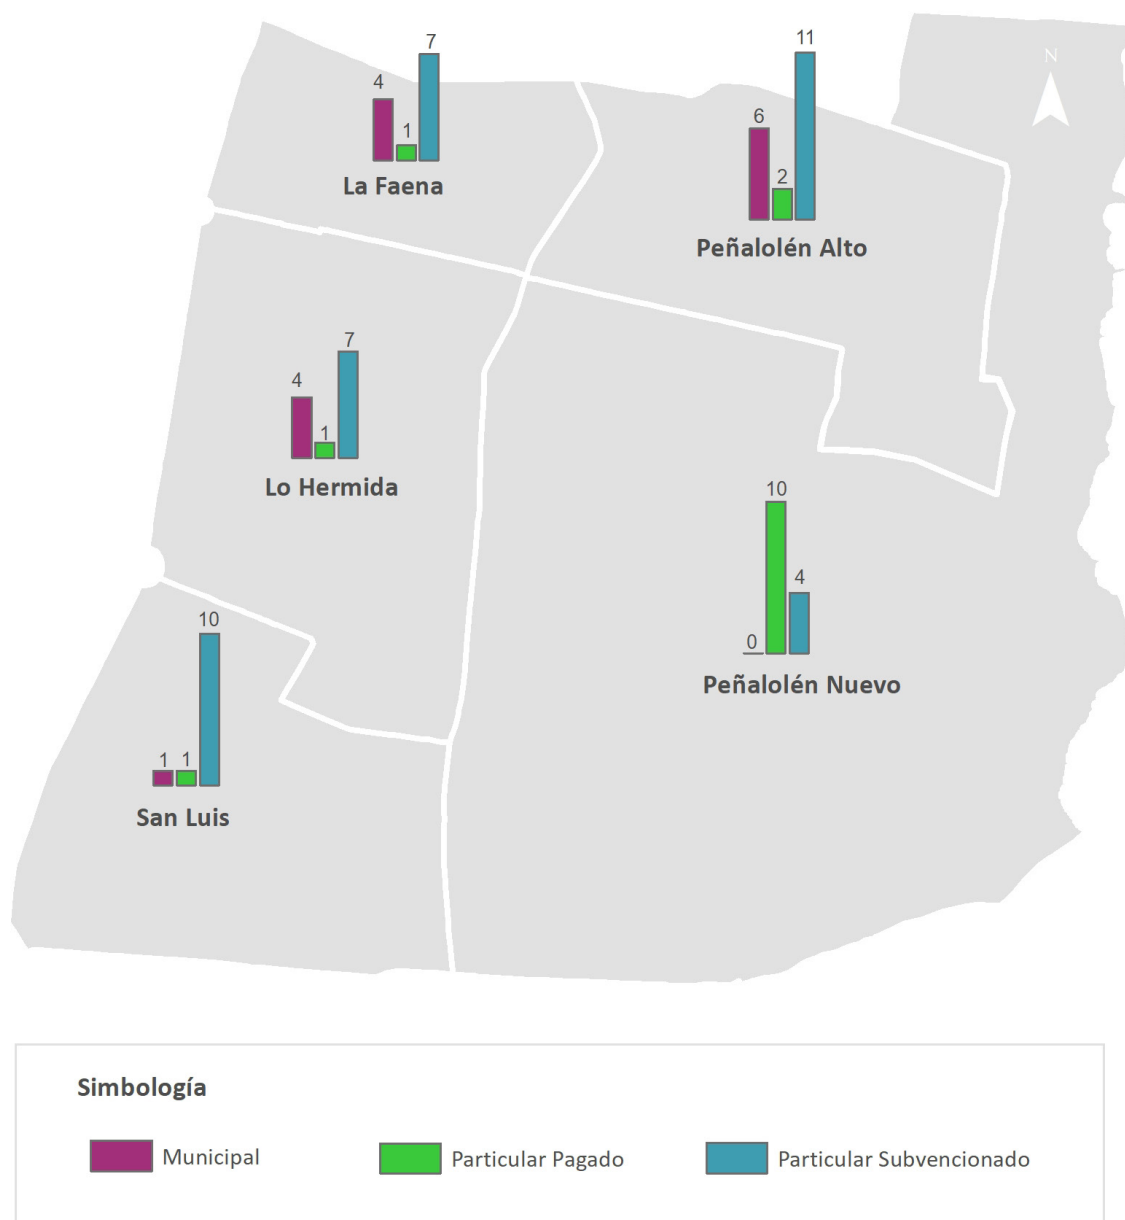 7
4
1
La Faena
11
6
2
Peñalolén Alto
N
7
4
1
Lo Hermida
10
4
0
Peñalolén Nuevo
10
1
1
San Luis
Simbología
Municipal
Particular Pagado
Particular Subvencionado